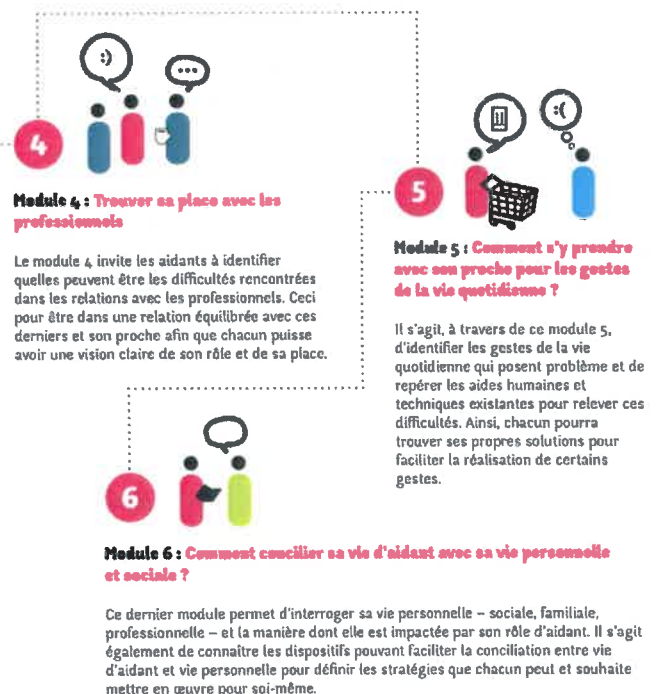 :)
...
4
Module 4 : Trouver sa place avec les
professionnels
Le module 4 invite les aidants à identifier
quelles peuvent être les difficultés rencontrées
dans les relations avec les professionnels. Ceci
pour être dans une relation équilibrée avec ces
derniers et son proche afin que chacun puisse
avoir une vision claire de son rôle et de sa place.
:(
5
Module 5 : Comment s'y prendre
avec son proche pour les gestes
de la vie quotidienne ?
Il s'agit, à travers de ce module 5,
d'identifier les gestes de la vie
quotidienne qui posent problème et de
repérer les aides humaines et
techniques existantes pour relever ces
difficultés. Ainsi, chacun pourra
trouver ses propres solutions pour
faciliter la réalisation de certains
gestes.
6
Module 6 : Comment concilier sa vie d'aidant avec sa vie personnelle
et sociale ?
Ce dernier module permet d'interroger sa vie personnelle – sociale, familiale,
professionnelle – et la manière dont elle est impactée par son rôle d'aidant. Il s'agit
également de connaître les dispositifs pouvant faciliter la conciliation entre vie
d'aidant et vie personnelle pour définir les stratégies que chacun peut et souhaite
mettre en œuvre pour soi-même.